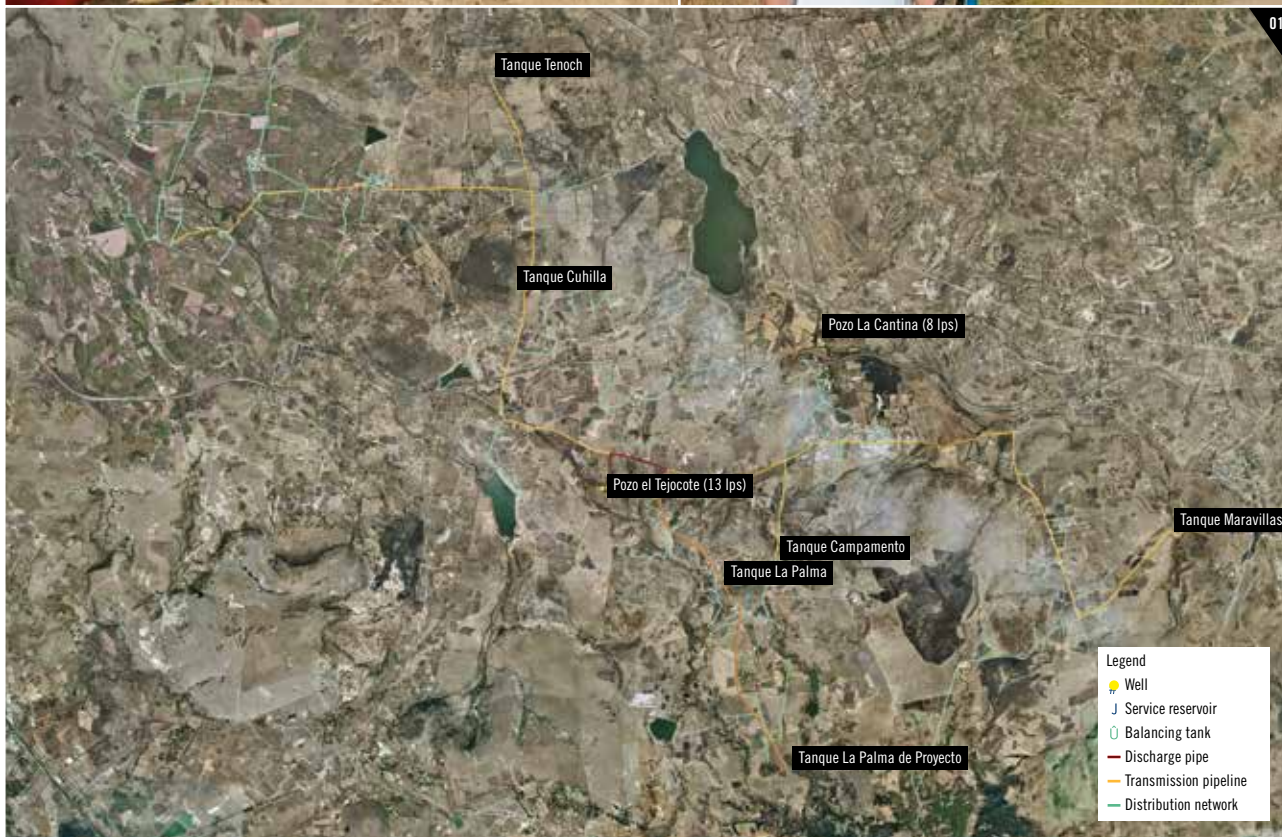 01
Tanque Tenoch
Tanque Cuhilla
Pozo La Cantina (8 lps)
Pozo el Tejocote (13 lps)
Tanque Maravillas
Tanque Campamento
Tanque La Palma
Tanque La Palma de Proyecto
Legend
Well
Service reservoir
Balancing tank
Discharge pipe
Transmission pipeline
Distribution network